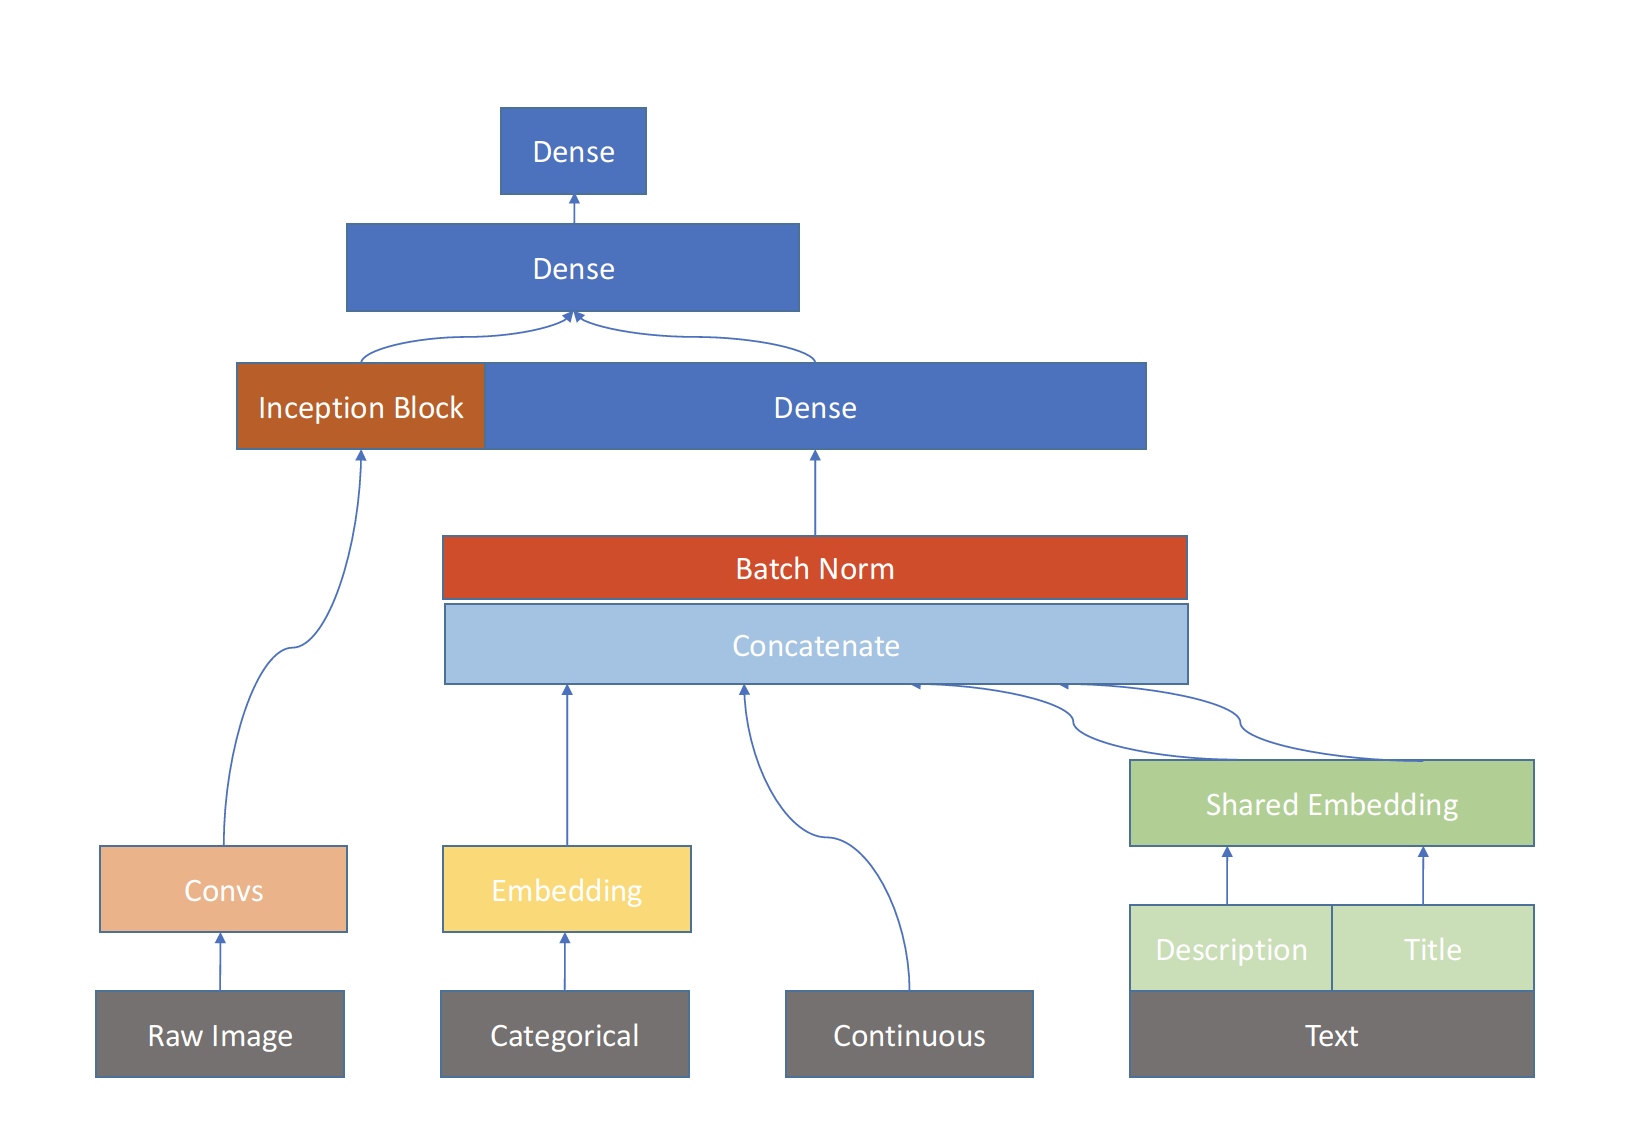 Dense
Dense
Inception Block
Dense
Batch Norm
Concatenate
Shared Embedding
Convs
Embedding
Description
Title
Raw Image
Categorical
Continuous
Text